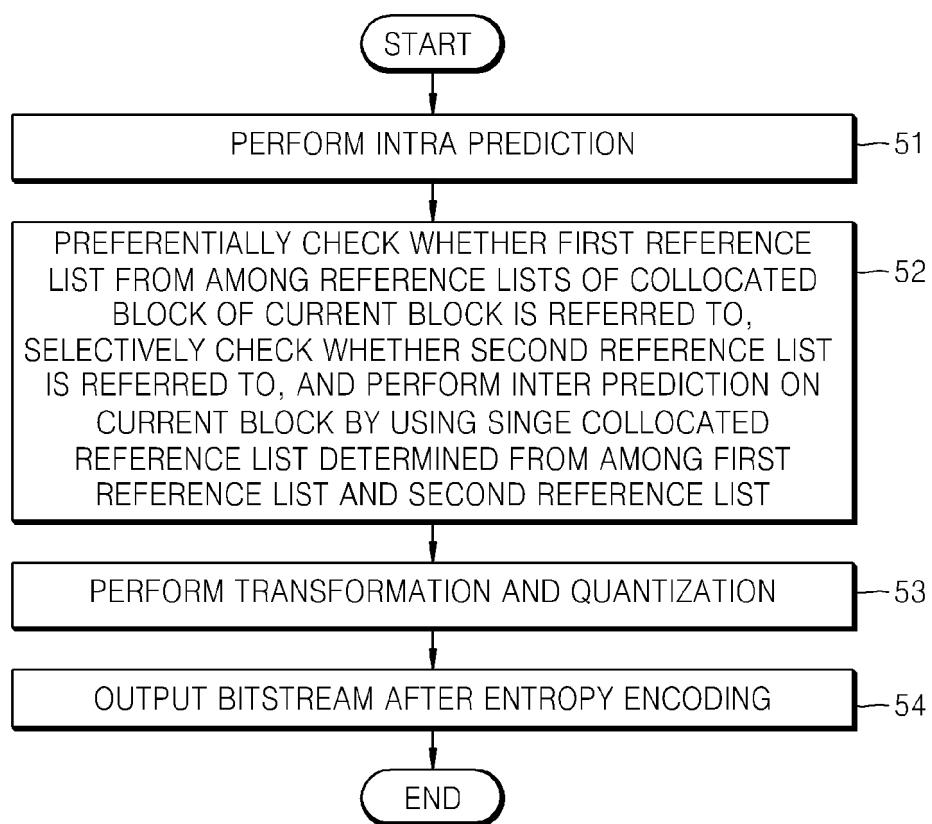 START
PERFORM INTRA PREDICTION
51
PREFERENTIALLY CHECK WHETHER FIRST REFERENCE
LIST FROM AMONG REFERENCE LISTS OF COLLOCATED
BLOCK OF CURRENT BLOCK IS REFERRED TO,
SELECTIVELY CHECK WHETHER SECOND REFERENCE LIST
IS REFERRED TO, AND PERFORM INTER PREDICTION ON
CURRENT BLOCK BY USING SINGE COLLOCATED
REFERENCE LIST DETERMINED FROM AMONG FIRST
REFERENCE LIST AND SECOND REFERENCE LIST
52
PERFORM TRANSFORMATION AND QUANTIZATION
53
OUTPUT BITSTREAM AFTER ENTROPY ENCODING
54
END